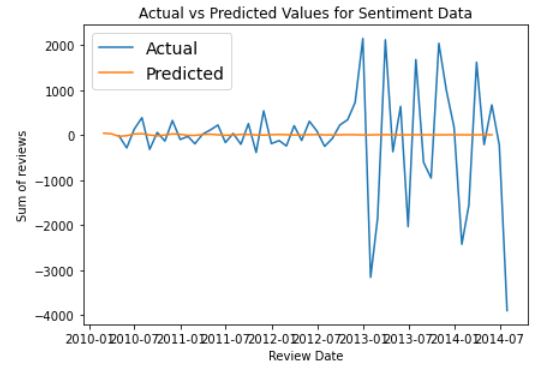 Actual vs Predicted Values for Sentiment Data
Actual
Predicted
2000
1000
0
−1000
−2000
−3000
−4000
Sum of reviews
2010-01 2010-07 2011-01 2011-07 2012-01 2012-07 2013-01 2013-07 2014-01 2014-07
Review Date